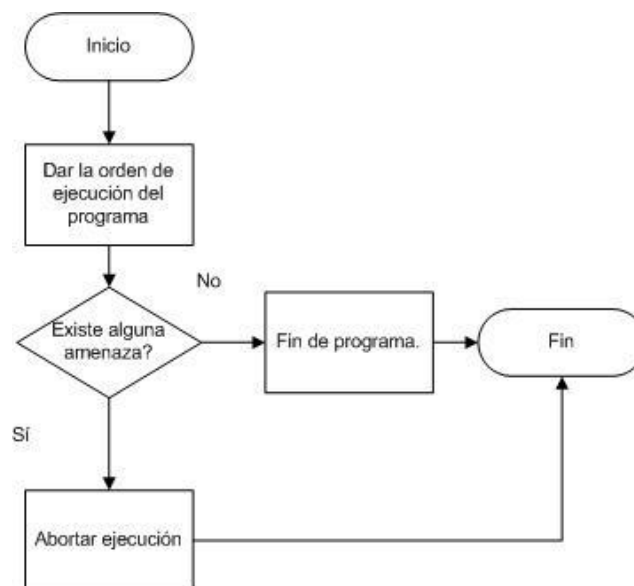 Inicio
Dar la orden de
ejecución del
programa
No
Existe alguna
amenaza?
Fin de programa.
Fin
Sí
Abortar ejecución